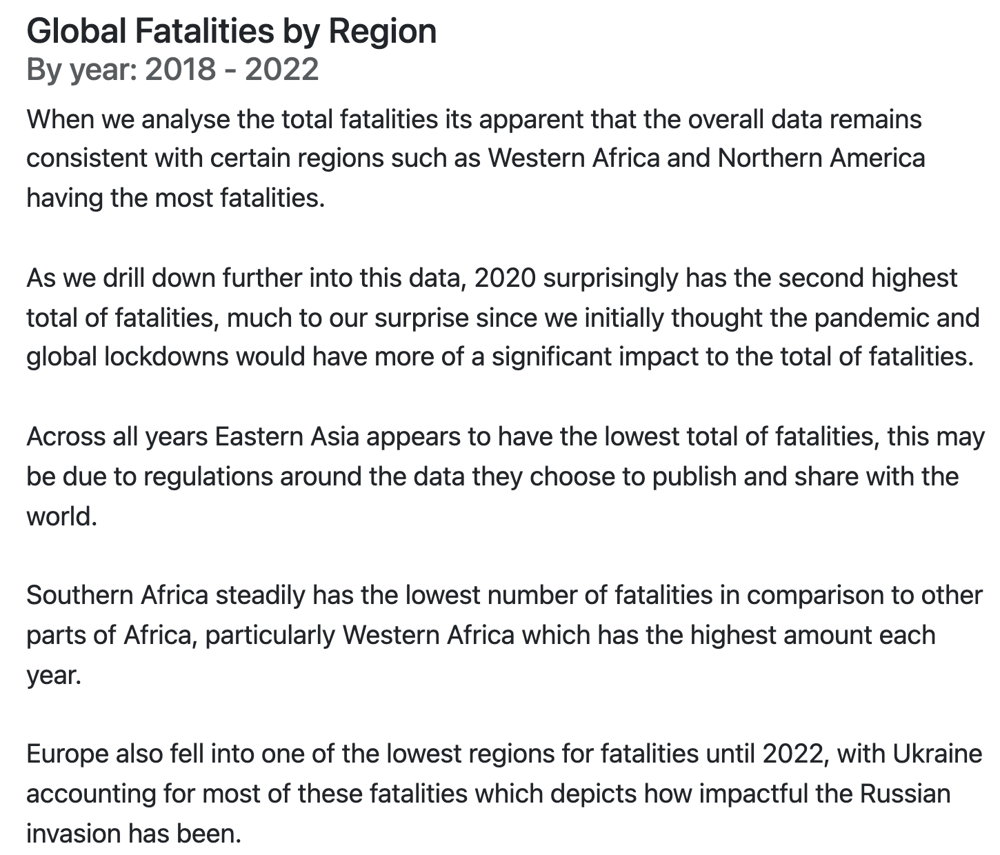 Global Fatalities by Region
By year: 2018 - 2022
When we analyse the total fatalities its apparent that the overall data remains
consistent with certain regions such as Western Africa and Northern America
having the most fatalities.
As we drill down further into this data, 2020 surprisingly has the second highest
total of fatalities, much to our surprise since we initially thought the pandemic and
global lockdowns would have more of a significant impact to the total of fatalities.
Across all years Eastern Asia appears to have the lowest total of fatalities, this may
be due to regulations around the data they choose to publish and share with the
world.
Southern Africa steadily has the lowest number of fatalities in comparison to other
parts of Africa, particularly Western Africa which has the highest amount each
year.
Europe also fell into one of the lowest regions for fatalities until 2022, with Ukraine
accounting for most of these fatalities which depicts how impactful the Russian
invasion has been.